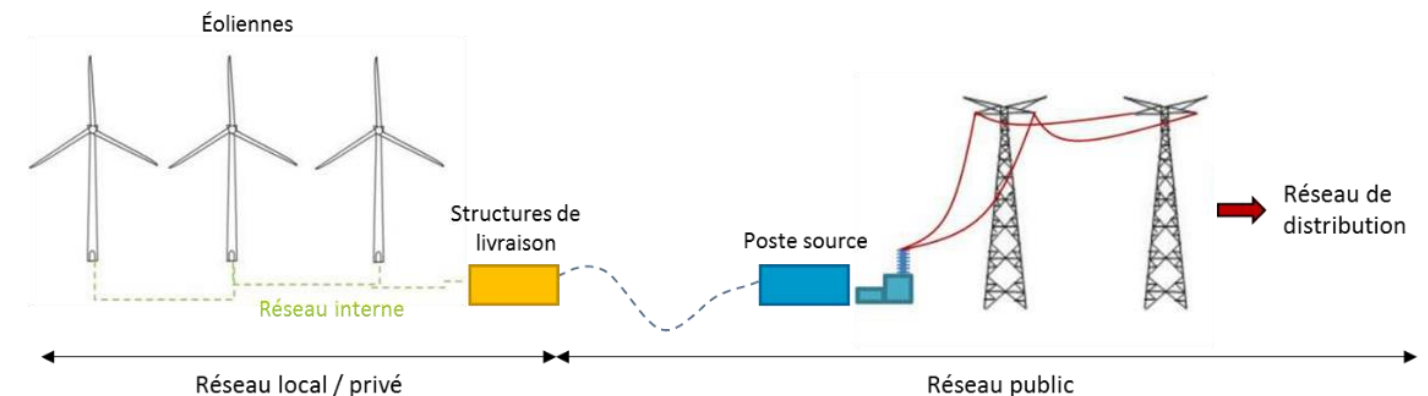 Éoliennes
Structures de
livraison
Poste source
Réseau de
distribution
Réseau interne
Réseau local / privé
Réseau public